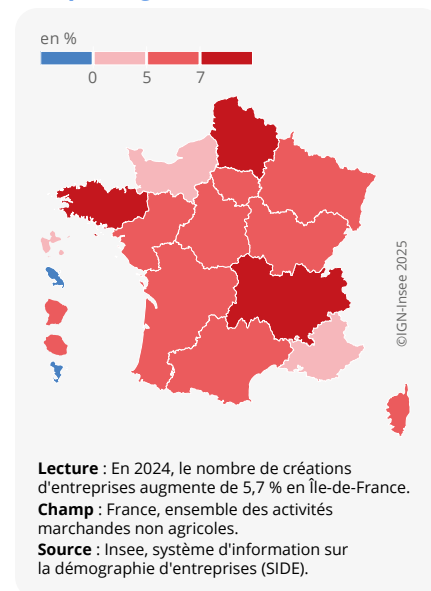 en %
0 5 7
©IGN-Insee 2025
Lecture : En 2024, le nombre de créations
d'entreprises augmente de 5,7 % en Île-de-France.
Champ : France, ensemble des activités
marchandes non agricoles.
Source : Insee, système d'information sur
la démographie d'entreprises (SIDE).